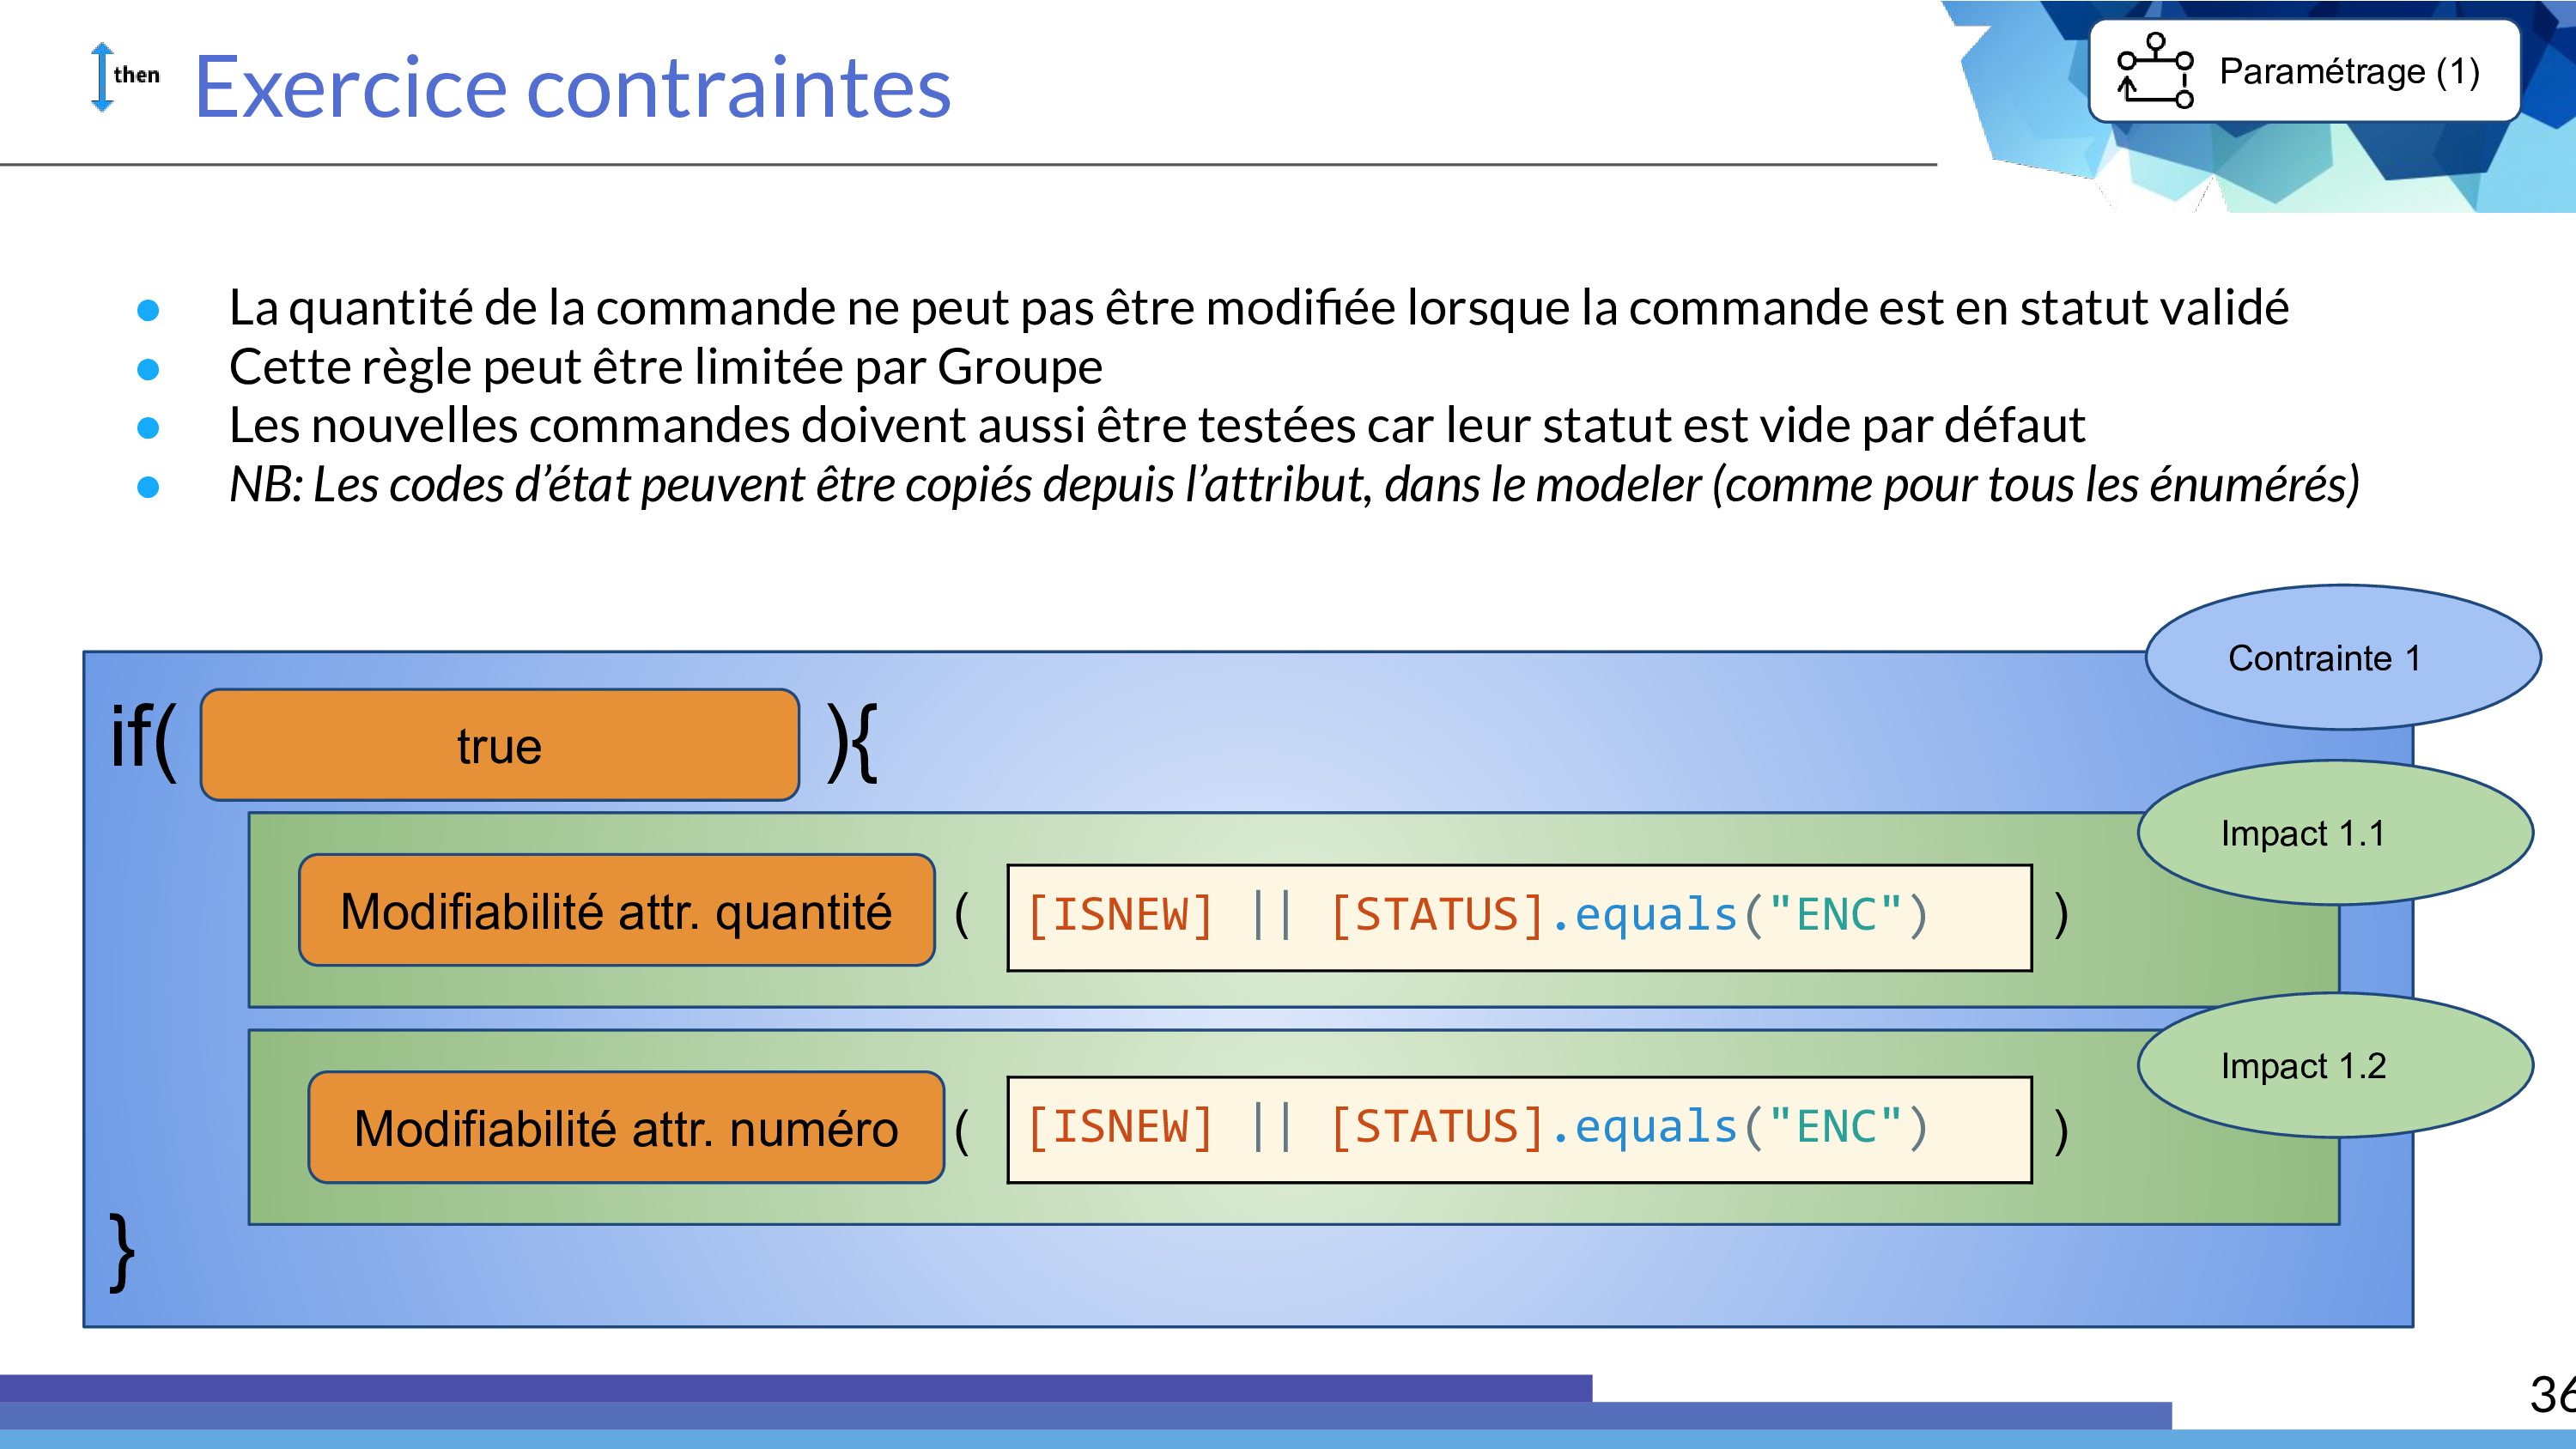 then
Exercice contraintes
Paramétrage (1)
● La quantité de la commande ne peut pas être modifiée lorsque la commande est en statut validé
● Cette règle peut être limitée par Groupe
● Les nouvelles commandes doivent aussi être testées car leur statut est vide par défaut
● NB: Les codes d’état peuvent être copiés depuis l’attribut, dans le modeler (comme pour tous les énumérés)
Contrainte 1
if( true ){
Impact 1.1
Modifiabilité attr. quantité ( [ISNEW] || [STATUS].equals("ENC") )
Impact 1.2
Modifiabilité attr. numéro ( [ISNEW] || [STATUS].equals("ENC") )
}
36